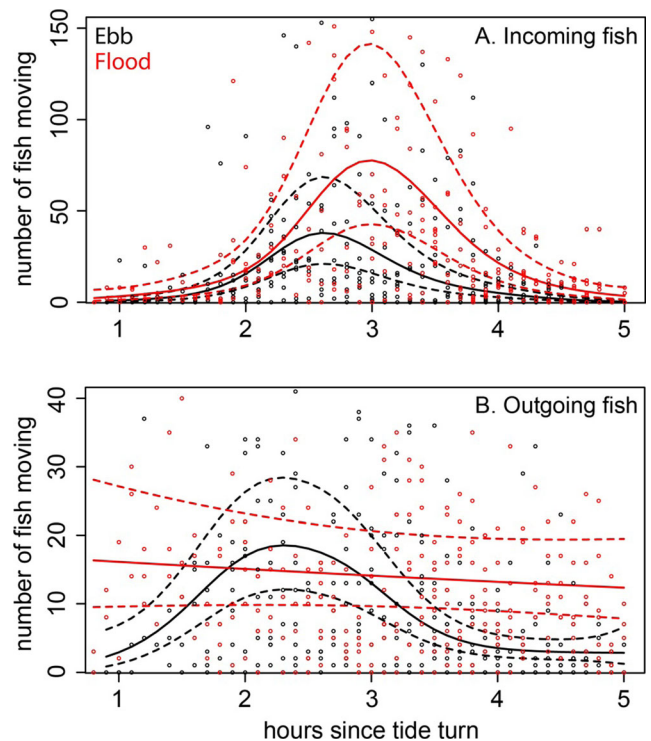 Ebb
Flood
A. Incoming fish
number of fish moving
150
100
50
0
1 2 3 4 5
B. Outgoing fish
number of fish moving
40
30
20
10
0
1 2 3 4 5
hours since tide turn